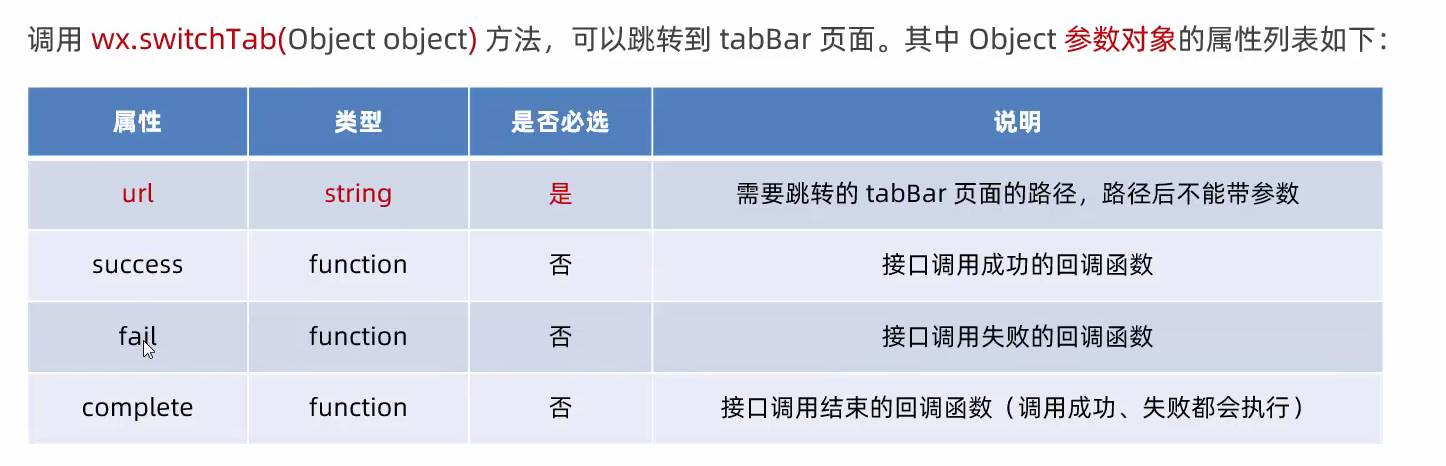 调用 wx.switchTab(Object object) 方法，可以跳转到 tabBar 页面。其中 Object 参数对象的属性列表如下：
属性 类型 是否必选 说明
url string 是 需要跳转的 tabBar 页面的路径，路径后不能带参数
success function 否 接口调用成功的回调函数
fail function 否 接口调用失败的回调函数
complete function 否 接口调用结束的回调函数（调用成功、失败都会执行）